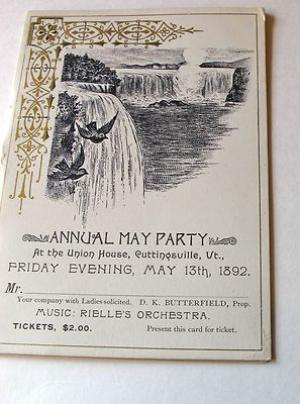 ANNUAL MAY PARTY
At the Union House, Cuttingsville, Vt.,
FRIDAY EVENING, MAY 13th, 1892.
Mr.
Your company with Ladies solicited. D. K. BUTTERFIELD, Prop.
MUSIC: RIELLE'S ORCHESTRA.
TICKETS, $2.00. Present this card for ticket.